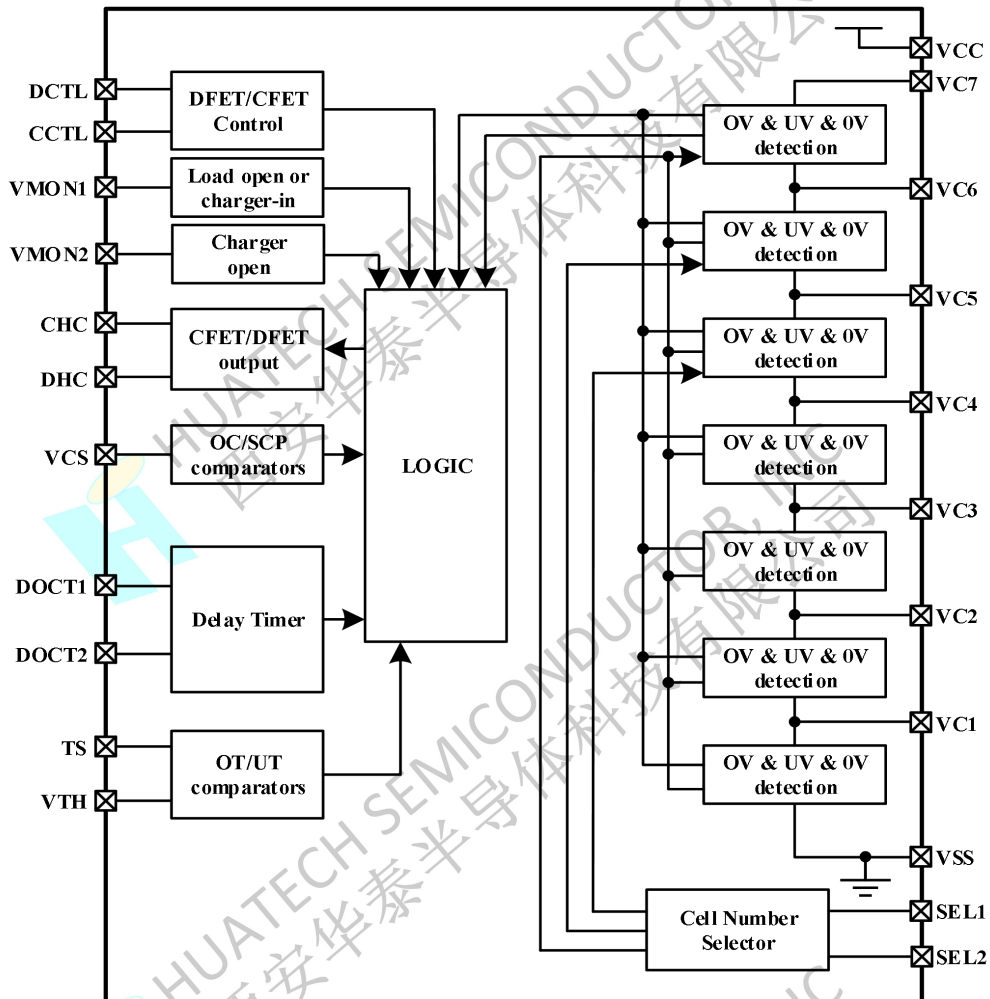 VCC
VC7
DCTL
CCTL
DFET/CFET
Control
OV & UV & 0V
detection
VMON1
Load open or
charger-in
VC6
VMON2
Charger
open
OV & UV & 0V
detection
VC5
CHC
DHC
CFET/DFET
output
OV & UV & 0V
detection
VC4
VCS
OC/SCP
comparators
LOGIC
OV & UV & 0V
detection
VC3
DOCT1
DOCT2
Delay Timer
OV & UV & 0V
detection
VC2
OV & UV & 0V
detection
VC1
TS
VTH
OT/UT
comparators
OV & UV & 0V
detection
VSS
Cell Number
Selector
SEL1
SEL2
HUATECH SEMICONDUCTOR
西安华泰半导体科技有限公
HUATECH SEMICONDUCTOR, INC
西安华泰半导体科技有限公司